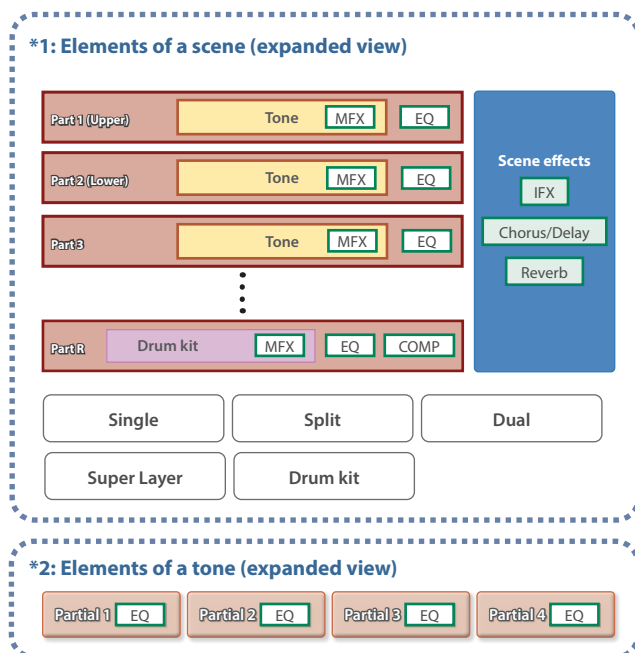 *1: Elements of a scene (expanded view)
Part 1 (Upper) Tone MFX EQ
Part 2 (Lower) Tone MFX EQ
Part 3 Tone MFX EQ
Part R Drum kit MFX EQ COMP
Scene effects
IFX
Chorus/Delay
Reverb
Single Split Dual
Super Layer Drum kit
*2: Elements of a tone (expanded view)
Partial 1 EQ Partial 2 EQ Partial 3 EQ Partial 4 EQ